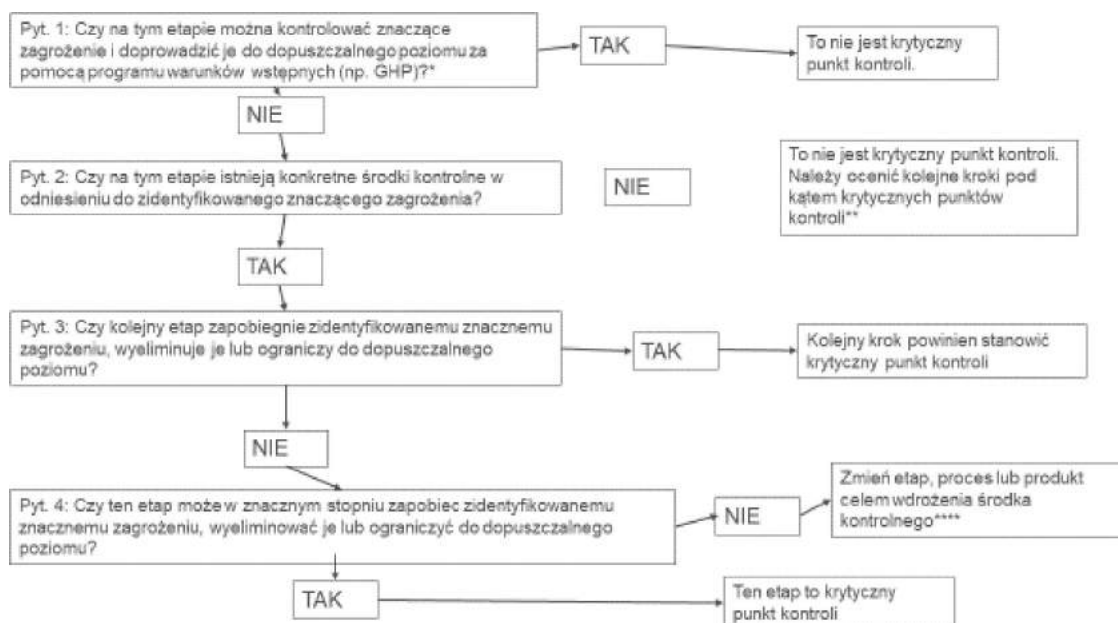 Pyt. 1: Czy na tym etapie można kontrolować znaczące
zagrożenie i doprowadzić je do dopuszczalnego poziomu za
pomocą programu warunków wstępnych (np. GHP)?*
TAK
To nie jest krytyczny
punkt kontroli.
NIE
Pyt. 2: Czy na tym etapie istnieją konkretne środki kontrolne w
odniesieniu do zidentyfikowanego znaczącego zagrożenia?
NIE
To nie jest krytyczny punkt kontroli.
Należy ocenić kolejne kroki pod
kątem krytycznych punktów
kontroli**
TAK
Pyt. 3: Czy kolejny etap zapobiegnie zidentyfikowanemu znacznemu
zagrożeniu, wyeliminuje je lub ograniczy do dopuszczalnego
poziomu?
TAK
Kolejny krok powinien stanowić
krytyczny punkt kontroli
NIE
Pyt. 4: Czy ten etap może w znacznym stopniu zapobiec zidentyfikowanemu
znacznemu zagrożeniu, wyeliminować je lub ograniczyć do dopuszczalnego
poziomu?
NIE
Zmień etap, proces lub produkt
celem wdrożenia środka
kontrolnego****
TAK
Ten etap to krytyczny
punkt kontroli